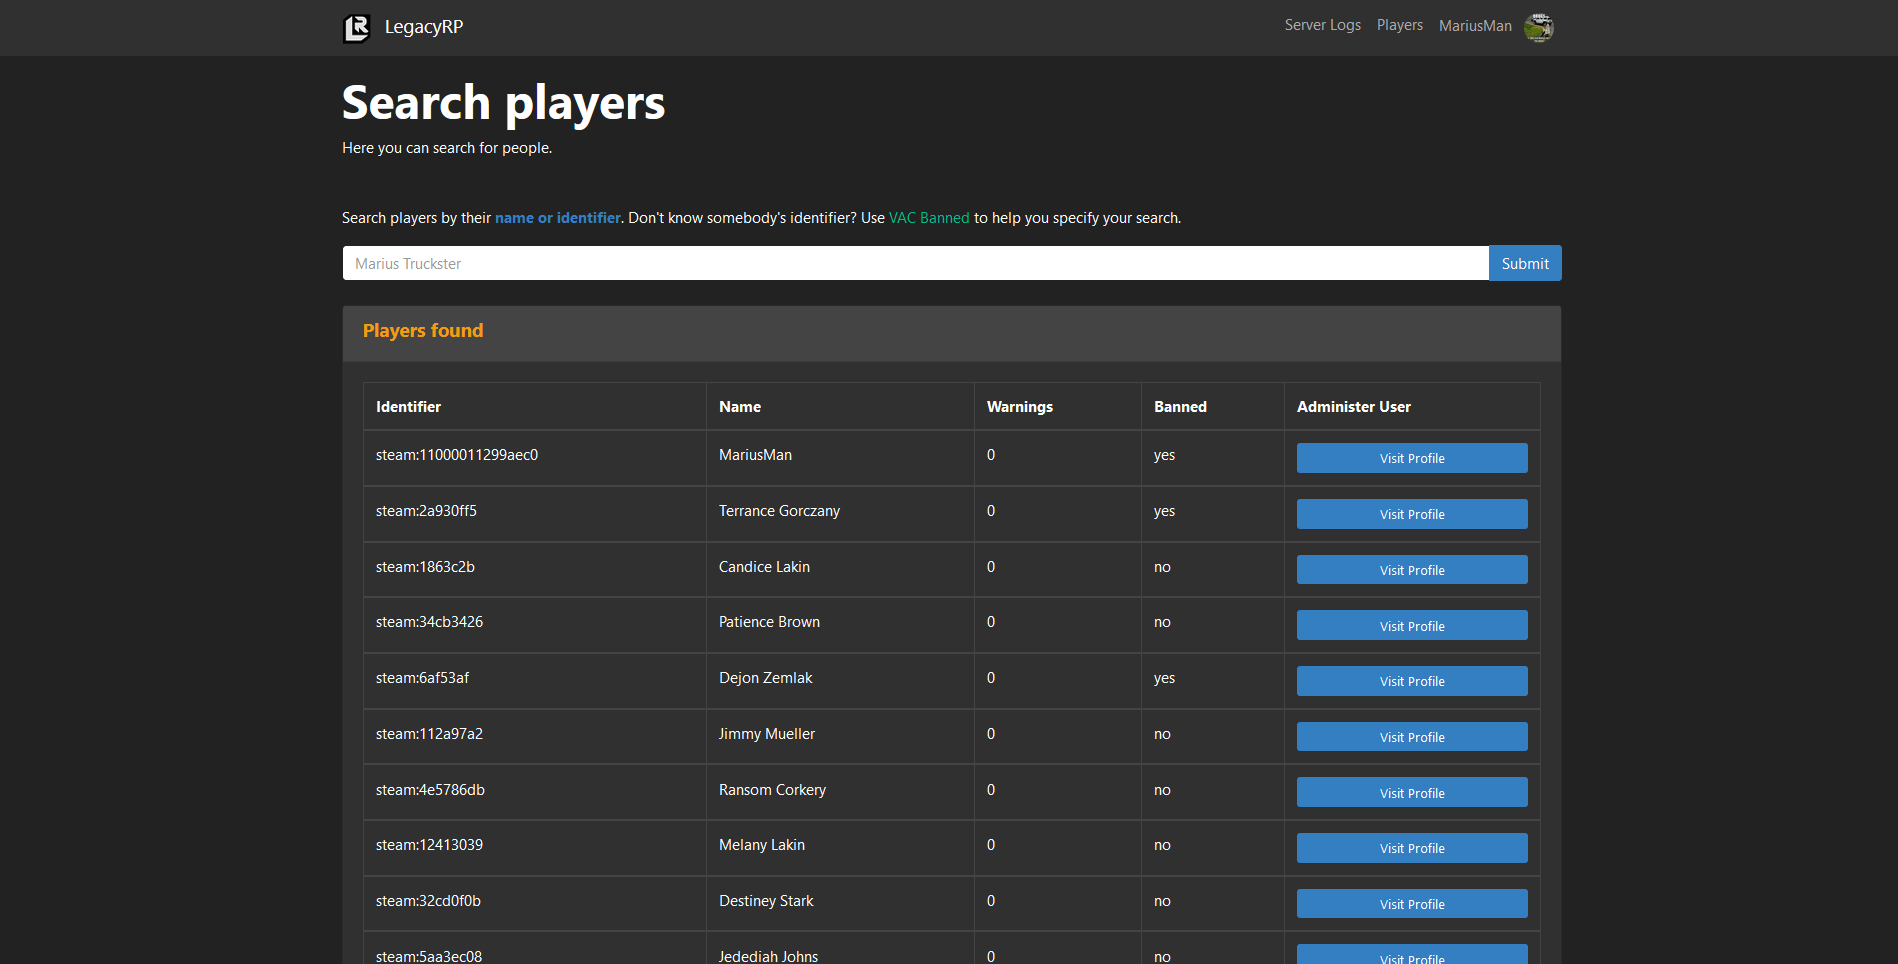 LegacyRP
Server Logs Players MariusMan
Search players
Here you can search for people.
Search players by their name or identifier. Don't know somebody's identifier? Use VAC Banned to help you specify your search.
Marius Truckster Submit
Players found
Identifier Name Warnings Banned Administer User
steam:11000011299aec0 MariusMan 0 yes Visit Profile
steam:2a930ff5 Terrance Gorczany 0 yes Visit Profile
steam:1863c2b Candice Lakin 0 no Visit Profile
steam:34cb3426 Patience Brown 0 no Visit Profile
steam:6af53af Dejon Zemlak 0 yes Visit Profile
steam:112a97a2 Jimmy Mueller 0 no Visit Profile
steam:4e5786db Ransom Corkery 0 no Visit Profile
steam:12413039 Melany Lakin 0 no Visit Profile
steam:32cd0f0b Destiney Stark 0 no Visit Profile
steam:5aa3ec08 Jedediah Johns 0 no Visit Profile